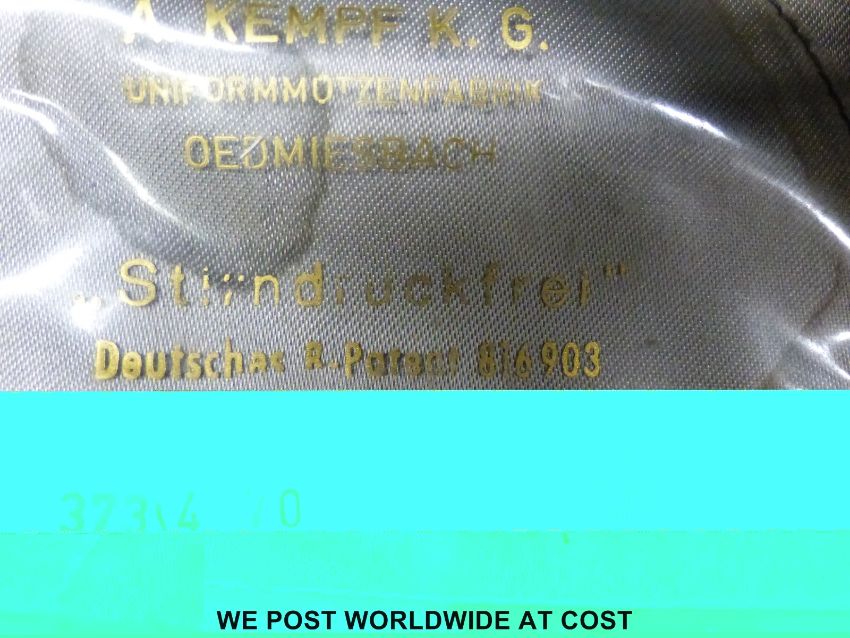 A. KEMPF K. G.
UNIFORMMÜTZENFABRIK
OEDMIESBACH
„Stirndruckfrei"
Deutsches R.-Patent 816903
WE POST WORLDWIDE AT COST